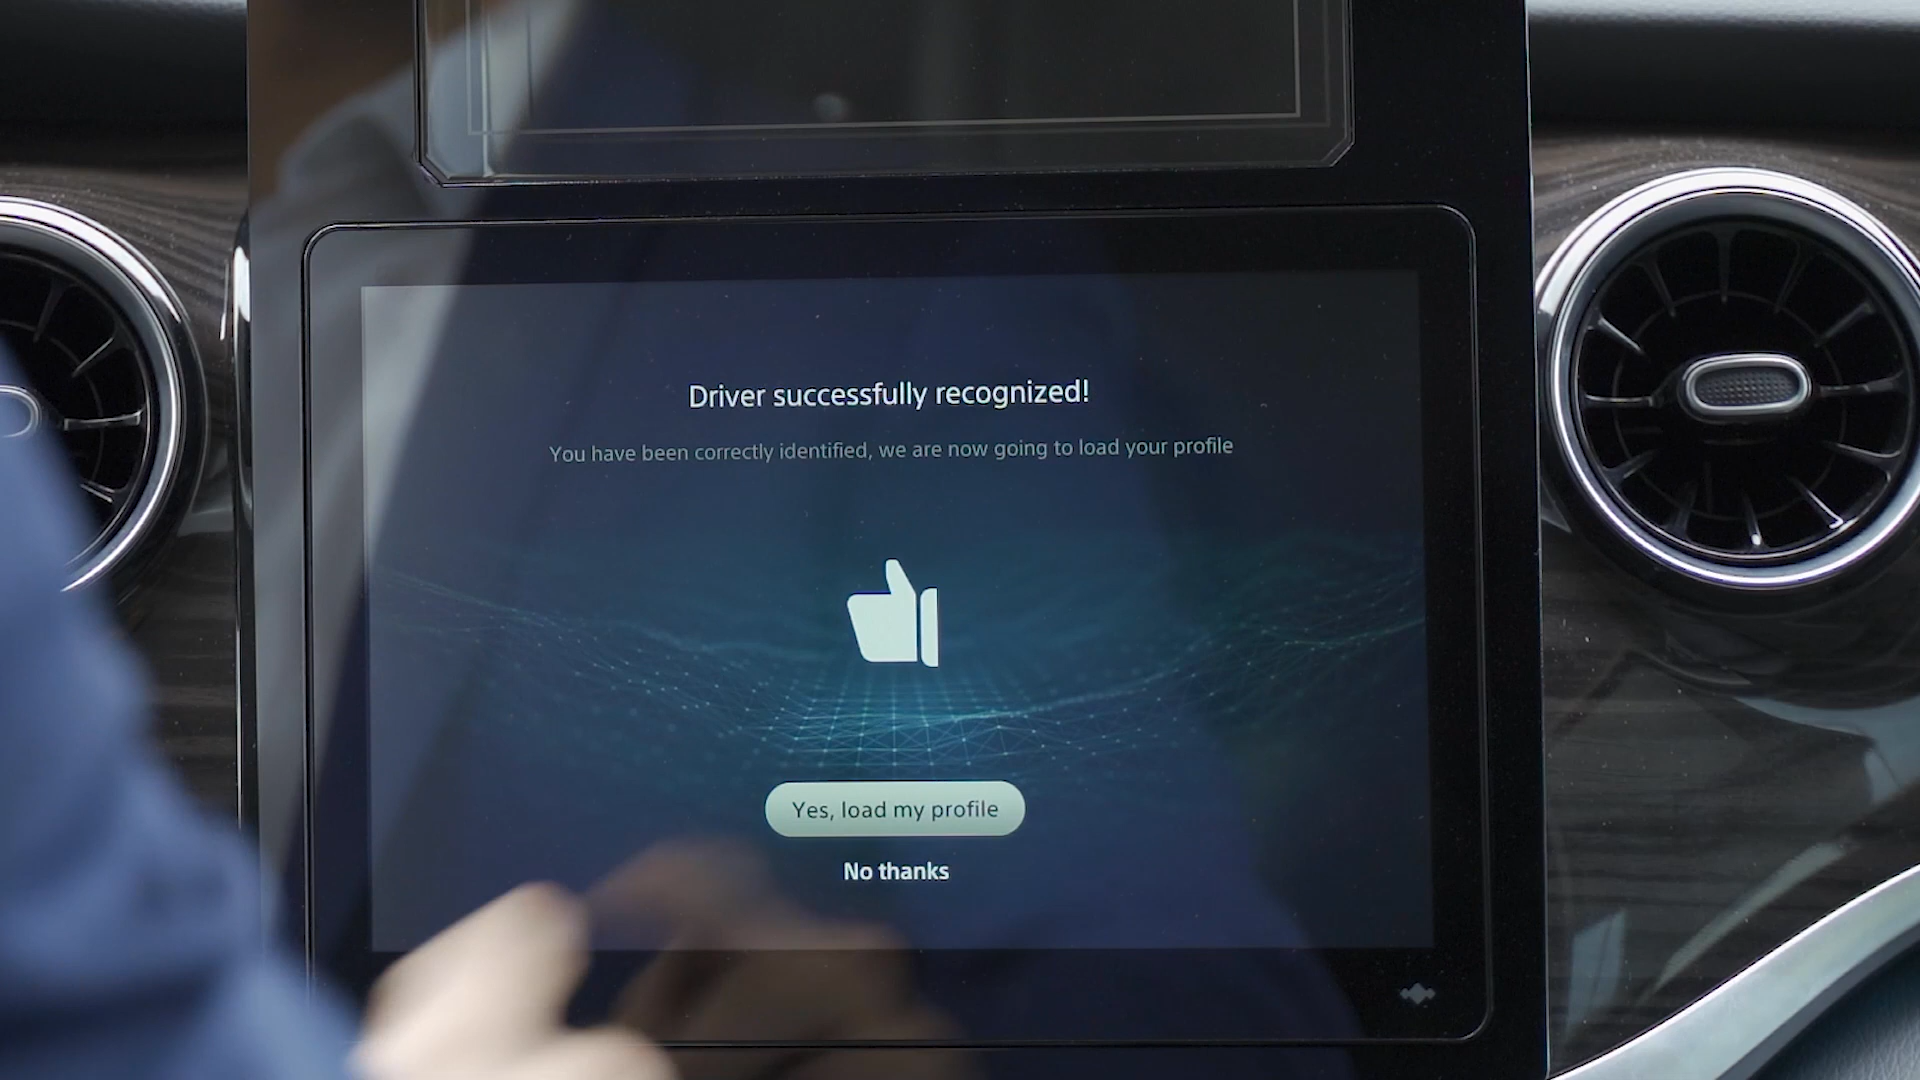 Driver successfully recognized!
You have been correctly identified, we are now going to load your profile
Yes, load my profile
No thanks